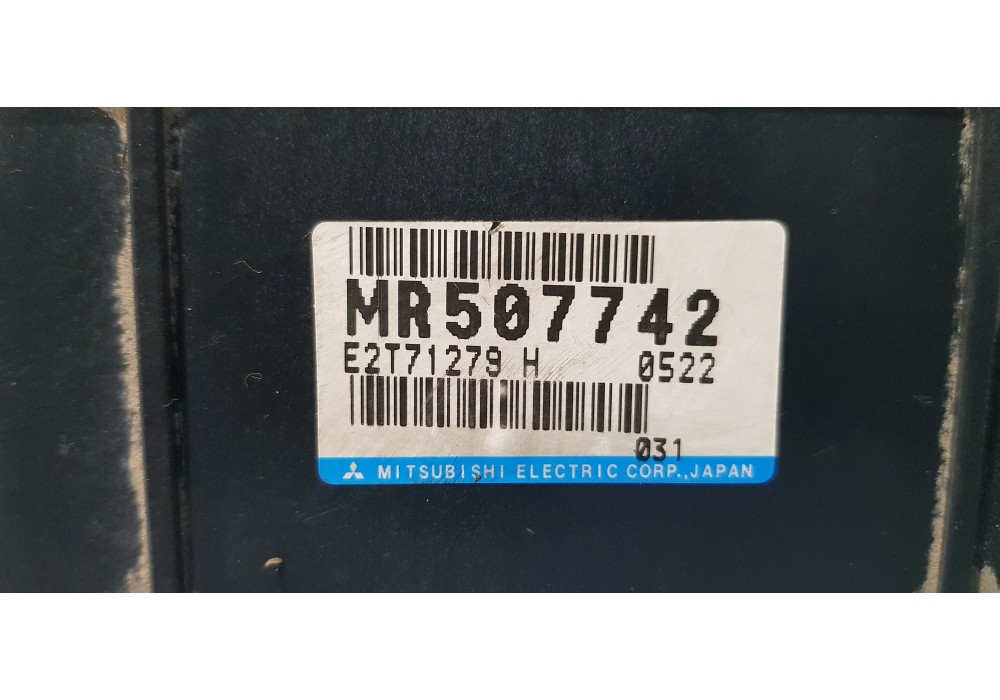 MR507742
E2T71279 H 0522
031
MITSUBISHI ELECTRIC CORP.,JAPAN